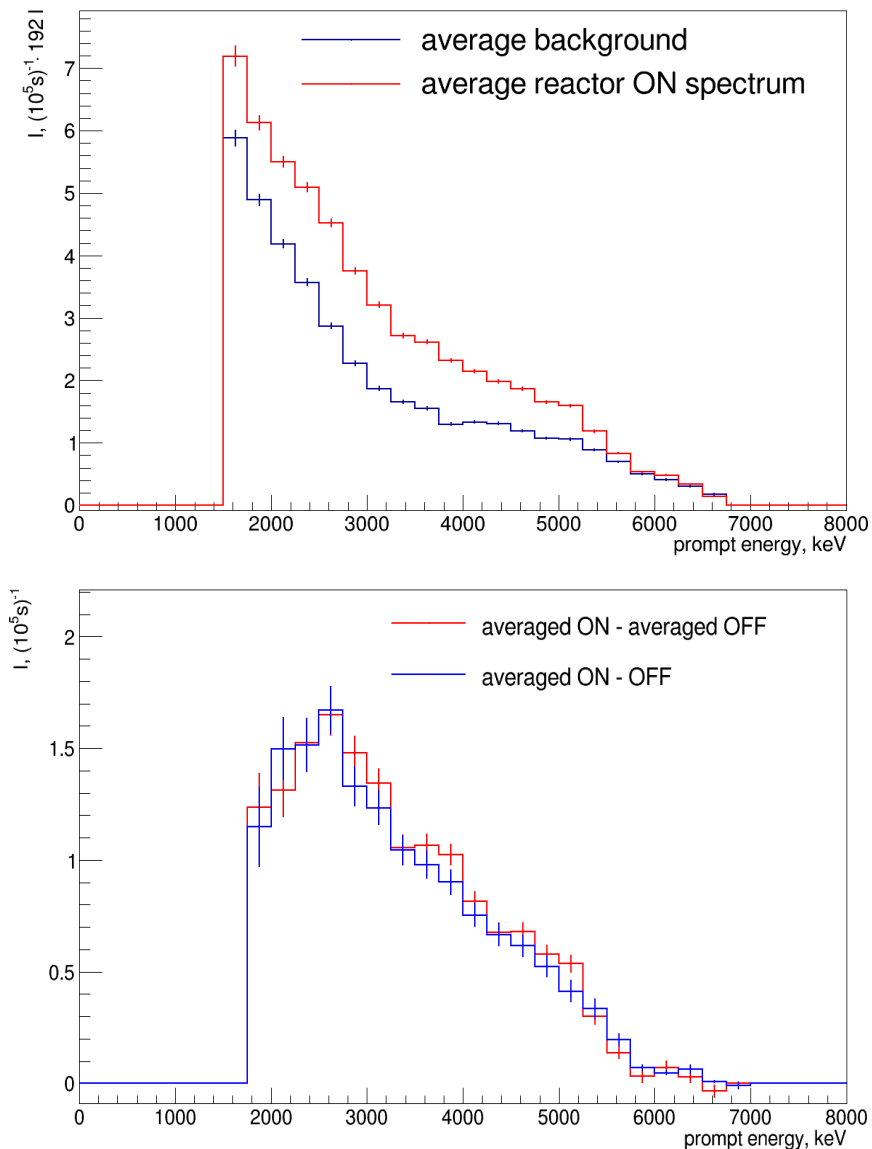 I, (10⁵s)⁻¹· 192 l
average background
average reactor ON spectrum
7
6
5
4
3
2
1
0
0 1000 2000 3000 4000 5000 6000 7000 8000
prompt energy, keV
I, (10⁵s)⁻¹
averaged ON - averaged OFF
averaged ON - OFF
2
1.5
1
0.5
0
0 1000 2000 3000 4000 5000 6000 7000 8000
prompt energy, keV